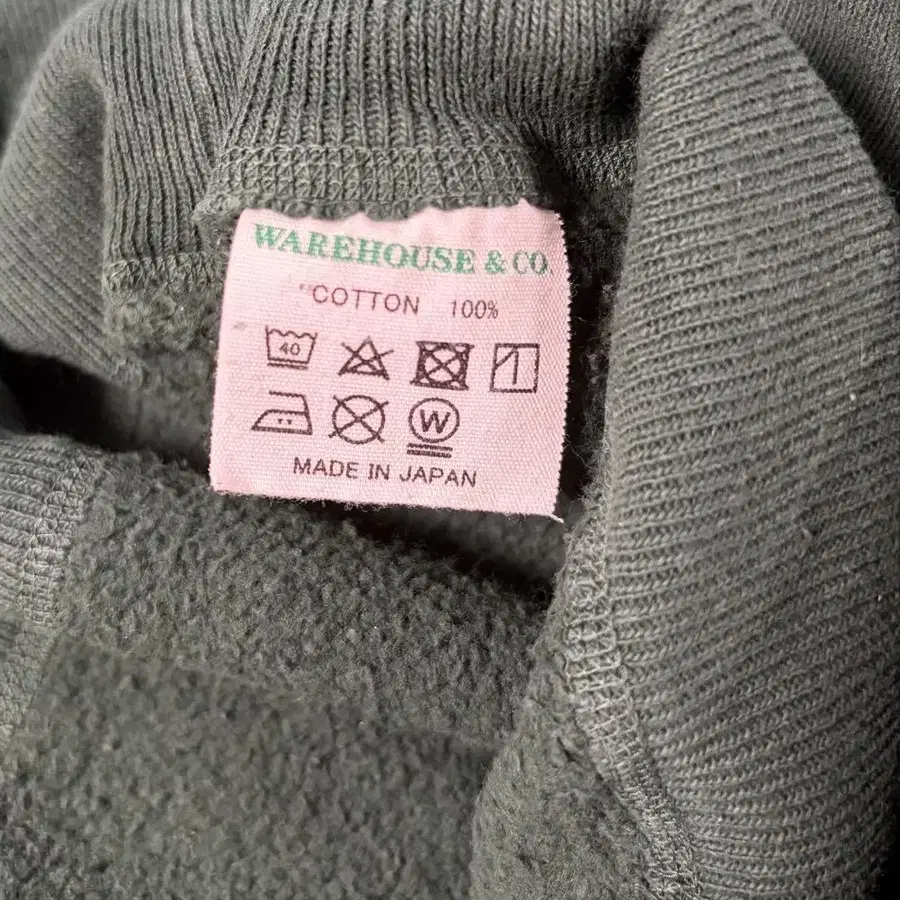 WAREHOUSE & CO.
COTTON 100%
40
W
MADE IN JAPAN